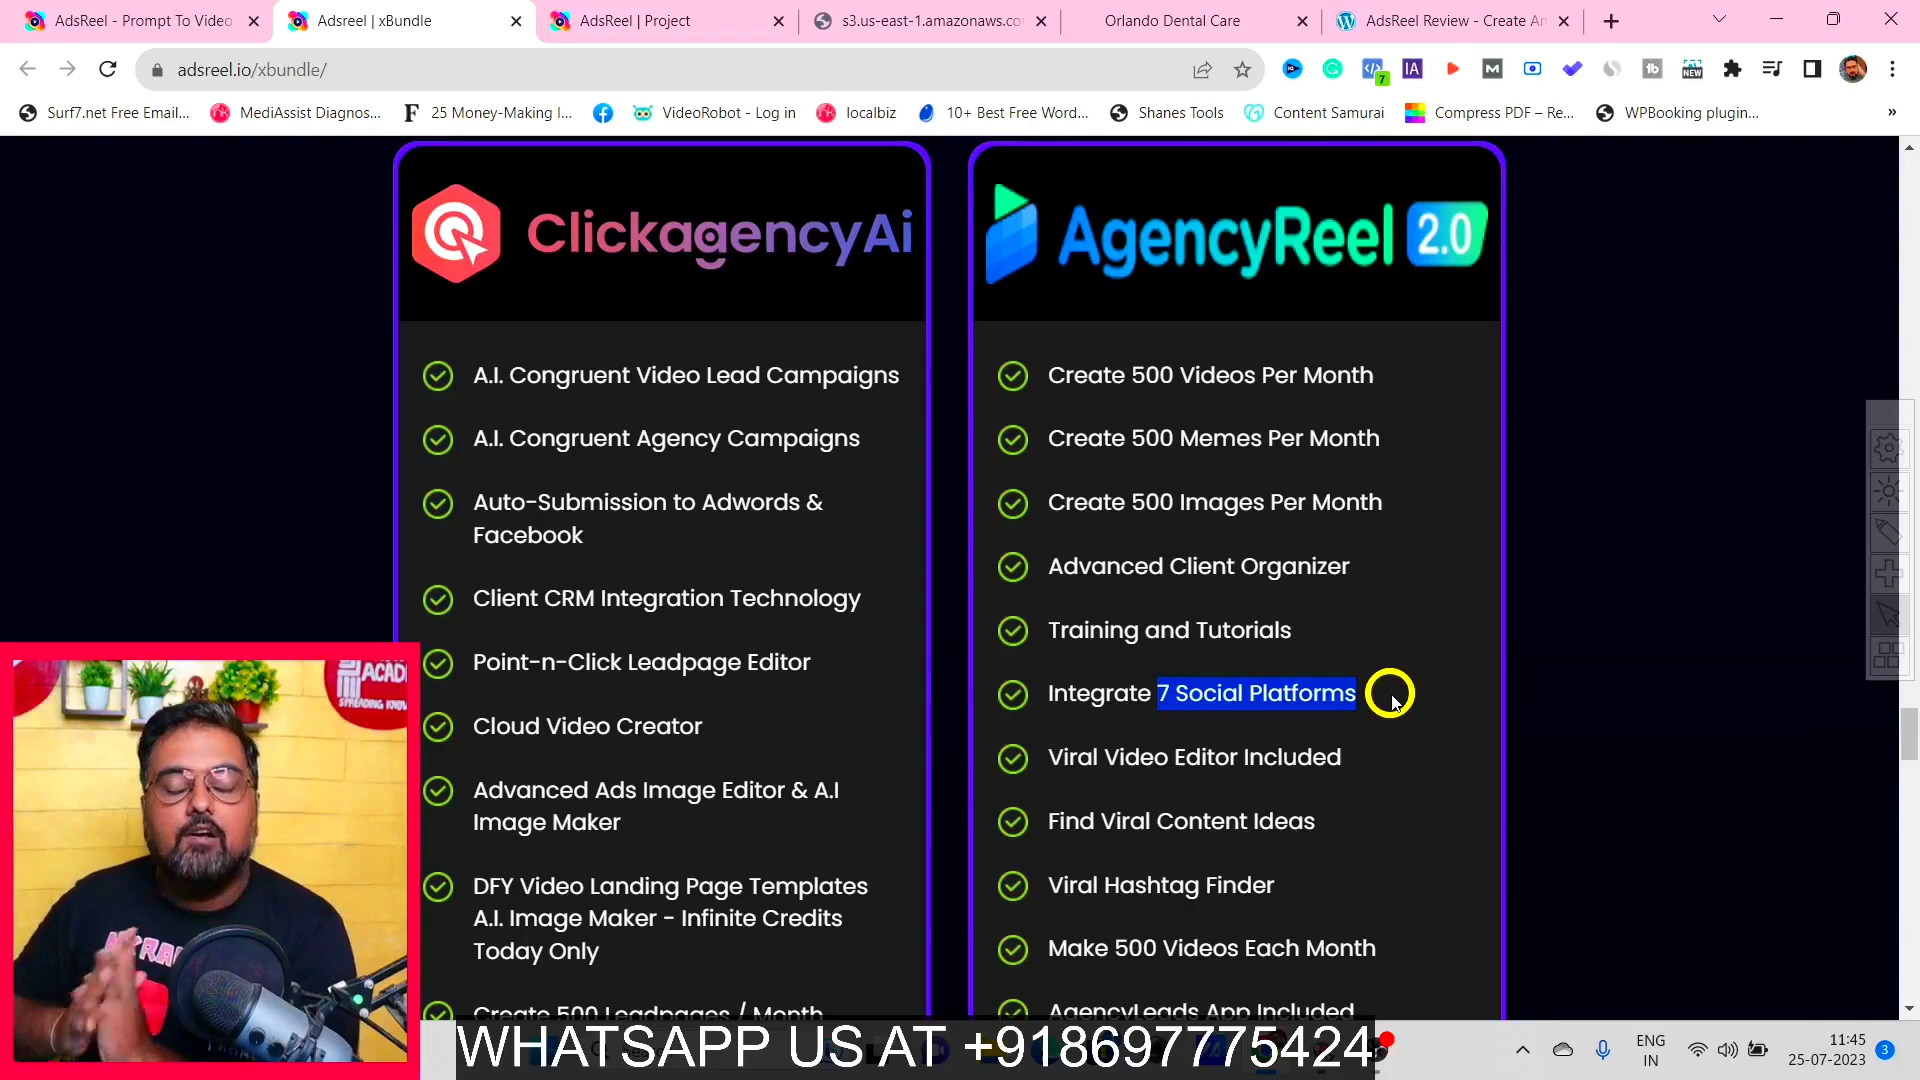 AdsReel - Prompt To Video
Adsreel | xBundle
AdsReel | Project
s3.us-east-1.amazonaws.co
Orlando Dental Care
AdsReel Review - Create Am
adsreel.io/xbundle/
7
IA
M
NEW
Surf7.net Free Email...
MediAssist Diagnos...
25 Money-Making I...
VideoRobot - Log in
localbiz
10+ Best Free Word...
Shanes Tools
Content Samurai
Compress PDF – Re...
WPBooking plugin...
»
ClickagencyAi
A.I. Congruent Video Lead Campaigns
A.I. Congruent Agency Campaigns
Auto-Submission to Adwords &
Facebook
Client CRM Integration Technology
Point-n-Click Leadpage Editor
Cloud Video Creator
Advanced Ads Image Editor & A.I
Image Maker
DFY Video Landing Page Templates
A.I. Image Maker - Infinite Credits
Today Only
Create 500 Leadpages / Month
AgencyReel 2.0
Create 500 Videos Per Month
Create 500 Memes Per Month
Create 500 Images Per Month
Advanced Client Organizer
Training and Tutorials
Integrate 7 Social Platforms
Viral Video Editor Included
Find Viral Content Ideas
Viral Hashtag Finder
Make 500 Videos Each Month
AgencyLeads App Included
SPREADING KNOW
WHATSAPP US AT +918697775424
ENG
IN
11:45
25-07-2023
3